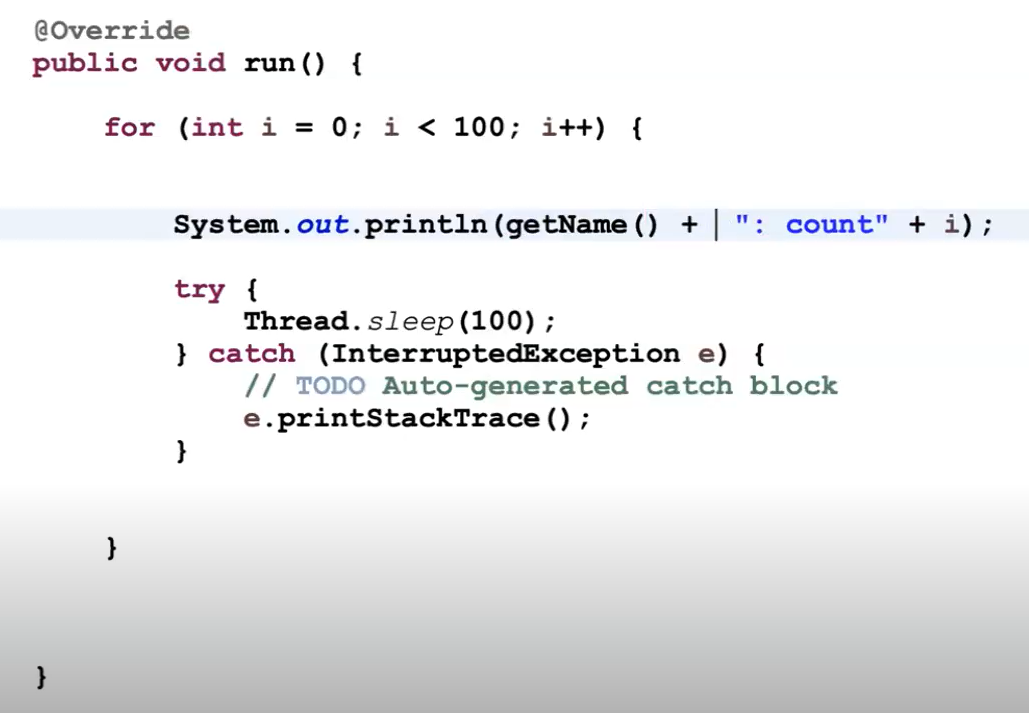 @Override
public void run() {
for (int i = 0; i < 100; i++) {
System.out.println(getName() + ": count" + i);
try {
Thread.sleep(100);
} catch (InterruptedException e) {
// TODO Auto-generated catch block
e.printStackTrace();
}
}
}